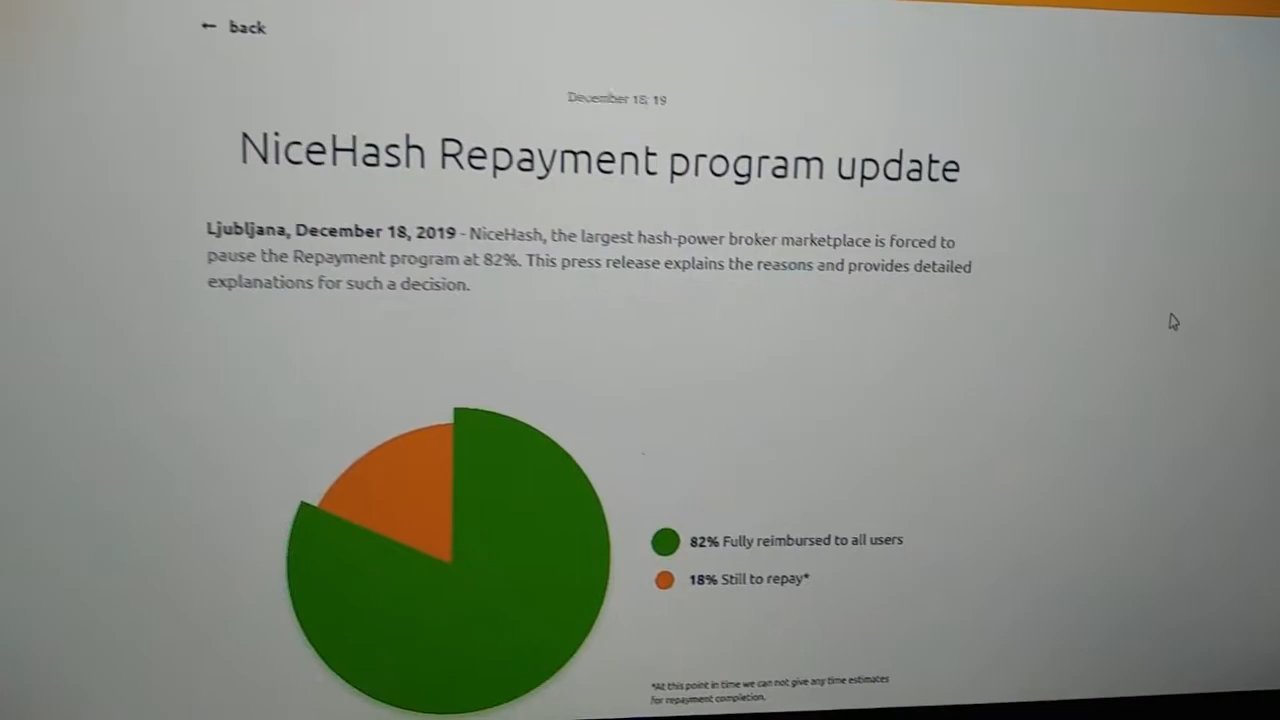 ← back
December 18, 19
NiceHash Repayment program update
Ljubljana, December 18, 2019 - NiceHash, the largest hash-power broker marketplace is forced to
pause the Repayment program at 82%. This press release explains the reasons and provides detailed
explanations for such a decision.
82% Fully reimbursed to all users
18% Still to repay*
*At this point in time we can not give any time estimates
for repayment completion.